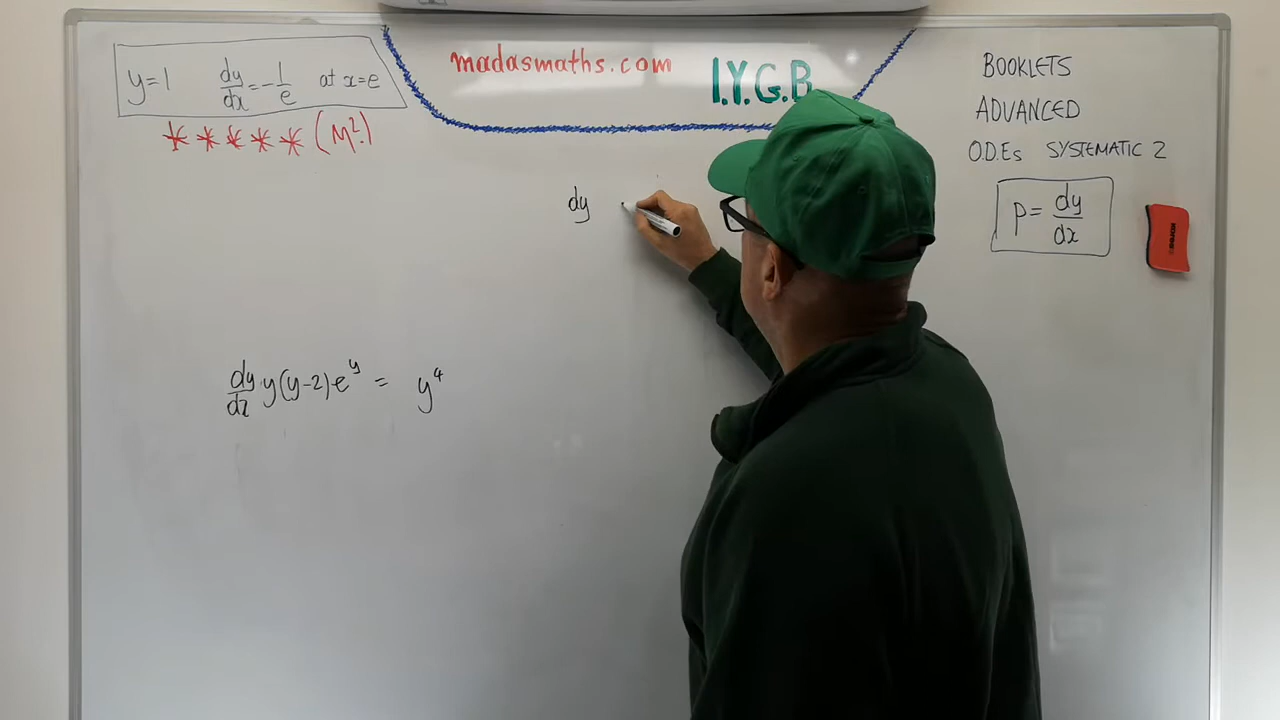 y=1 dy/dx=-1/e at x=e
***** (M².)
madasmaths.com
I.Y.G.B
BOOKLETS
ADVANCED
O.D.Es SYSTEMATIC 2
p= dy/dx
dy
dy/dx y(y-2)e^y = y^4